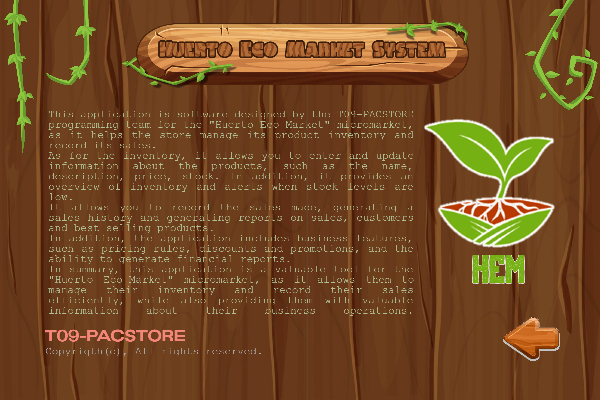 Huerto Eco Market System
This application is software designed by the T09-PACSTORE
programming team for the "Huerto Eco Market" micromarket,
as it helps the store manage its product inventory and
record its sales.
As for the inventory, it allows you to enter and update
information about the products, such as the name,
description, price, stock. In addition, it provides an
overview of inventory and alerts when stock levels are
low.
It allows you to record the sales made, generating a
sales history and generating reports on sales, customers
and best selling products.
In addition, the application includes business features,
such as pricing rules, discounts and promotions, and the
ability to generate financial reports.
In summary, this application is a valuable tool for the
"Huerto Eco Market" micromarket, as it allows them to
manage their inventory and record their sales
efficiently, while also providing them with valuable
information about their business operations.
HEM
T09-PACSTORE
Copyrigth(c), All rights reserved.